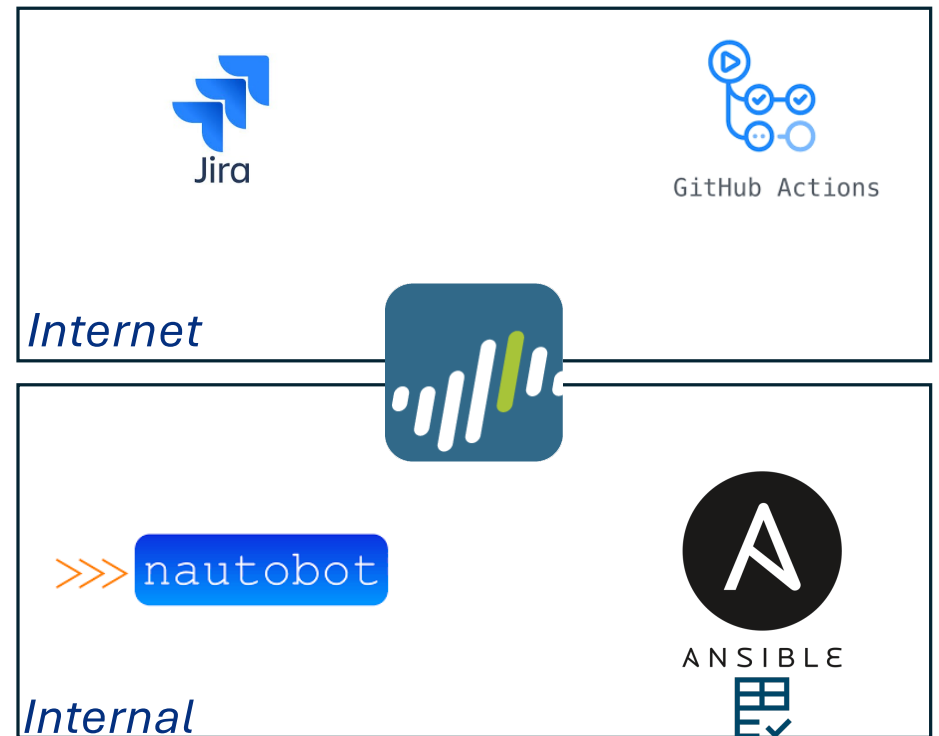 Jira
GitHub Actions
Internet
>>> nautobot
ANSIBLE
Internal